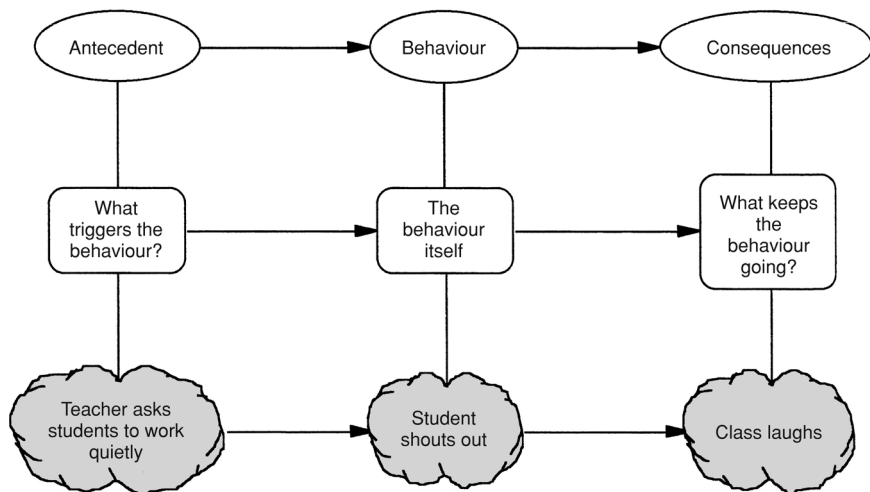 Antecedent
Behaviour
Consequences
What
triggers the
behaviour?
The
behaviour
itself
What keeps
the
behaviour
going?
Teacher asks
students to work
quietly
Student
shouts out
Class laughs